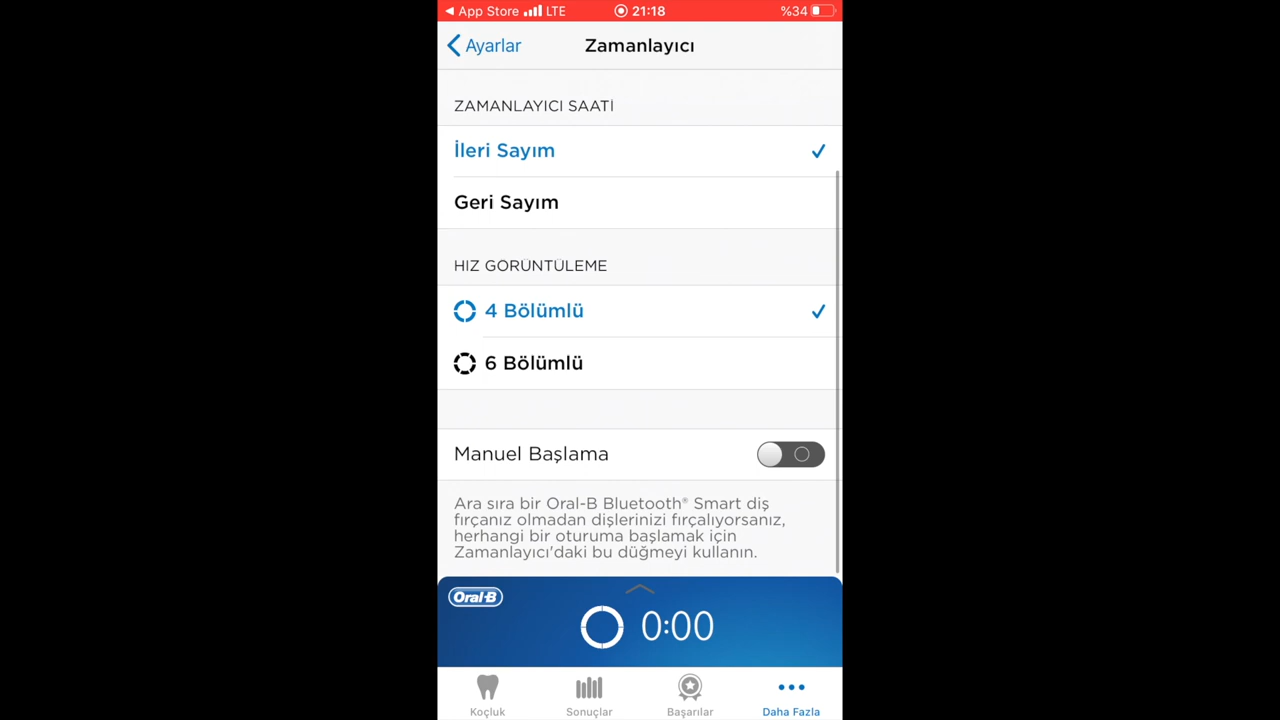 App Store LTE 21:18 %34
Ayarlar Zamanlayıcı
ZAMANLAYICI SAATİ
İleri Sayım
Geri Sayım
HIZ GÖRÜNTÜLEME
4 Bölümlü
6 Bölümlü
Manuel Başlama
Ara sıra bir Oral-B Bluetooth® Smart diş
fırçanız olmadan dişlerinizi fırçalıyorsanız,
herhangi bir oturuma başlamak için
Zamanlayıcı'daki bu düğmeyi kullanın.
Oral-B
0:00
Koçluk Sonuçlar Başarılar Daha Fazla